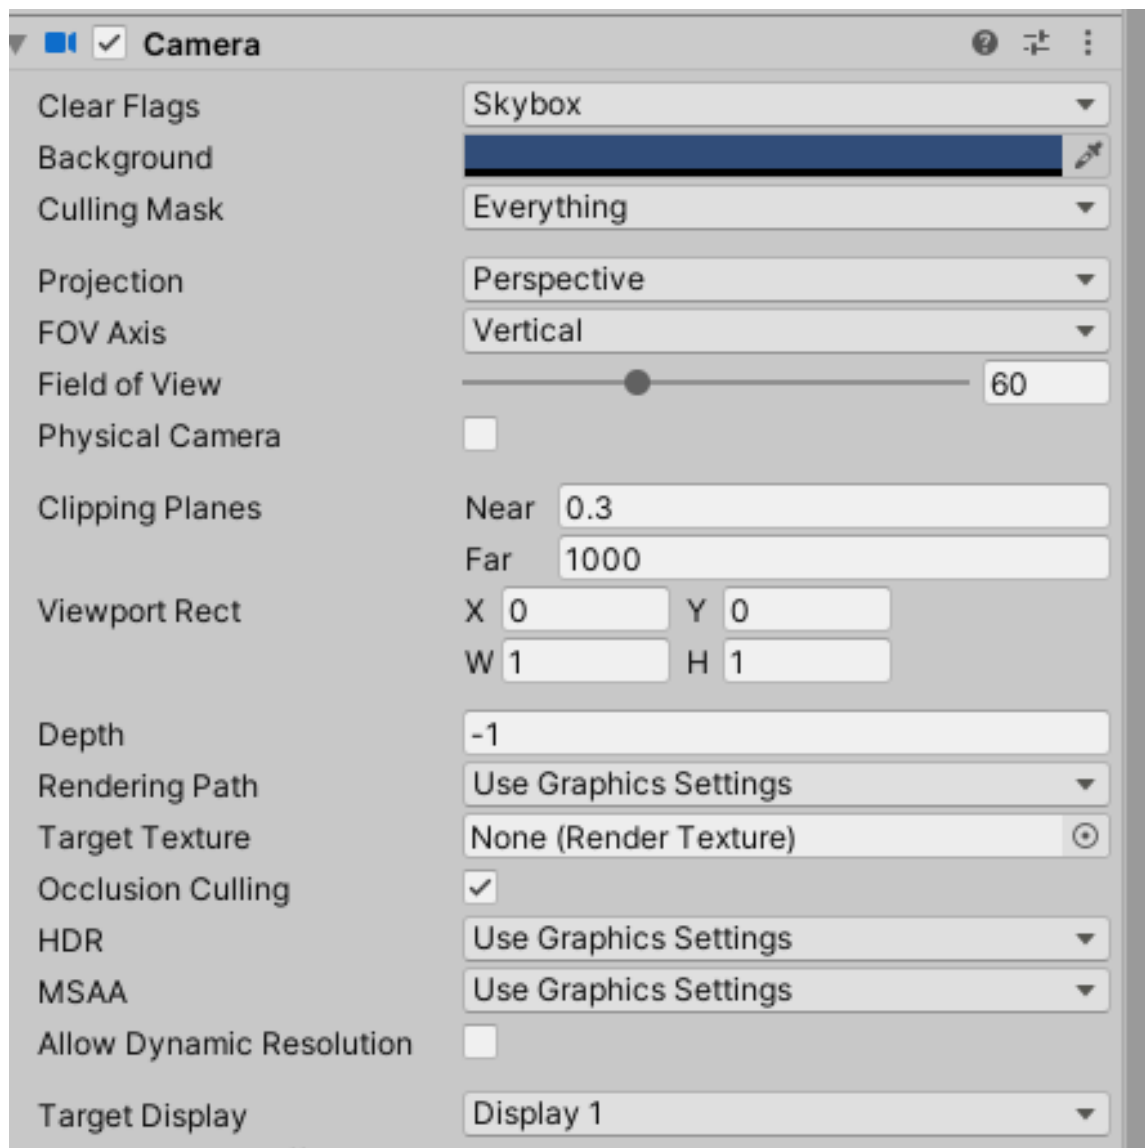 Camera
Clear Flags Skybox
Background
Culling Mask Everything
Projection Perspective
FOV Axis Vertical
Field of View 60
Physical Camera
Clipping Planes Near 0.3
Far 1000
Viewport Rect X 0 Y 0
W 1 H 1
Depth -1
Rendering Path Use Graphics Settings
Target Texture None (Render Texture)
Occlusion Culling
HDR Use Graphics Settings
MSAA Use Graphics Settings
Allow Dynamic Resolution
Target Display Display 1